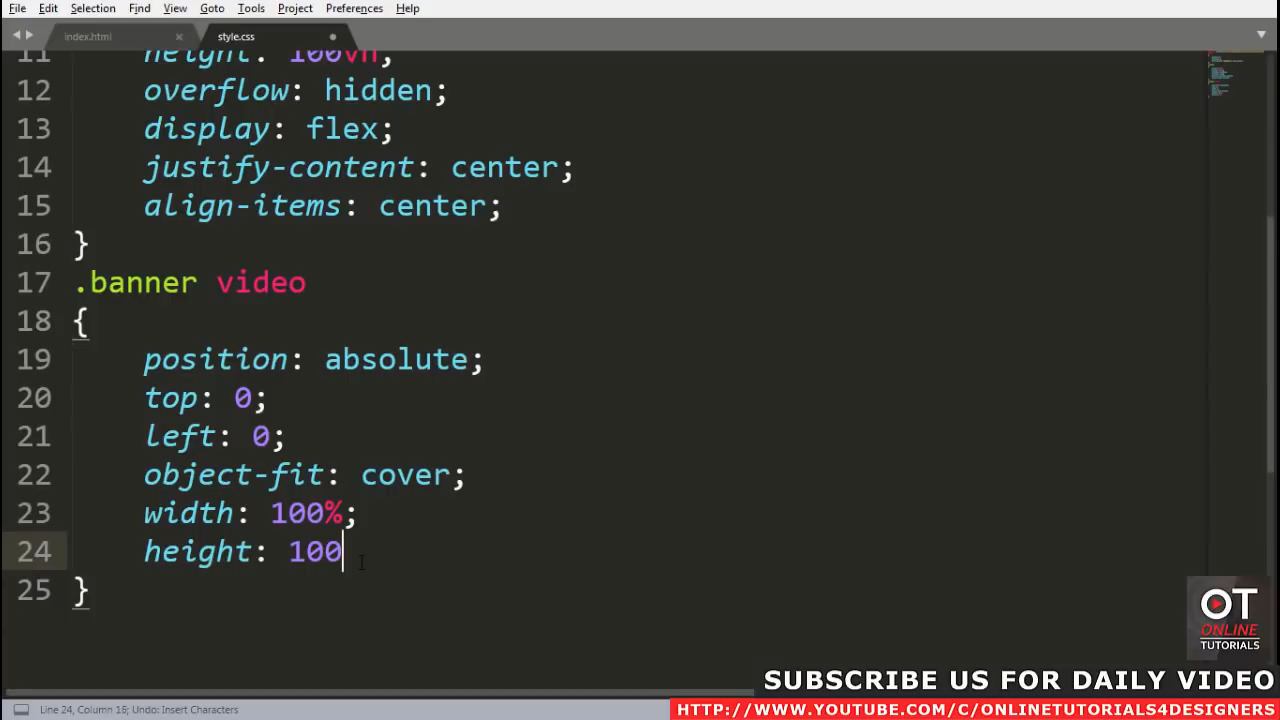 File Edit Selection Find View Goto Tools Project Preferences Help
index.html × style.css
11 height: 100vh;
12 overflow: hidden;
13 display: flex;
14 justify-content: center;
15 align-items: center;
16 }
17 .banner video
18 {
19 position: absolute;
20 top: 0;
21 left: 0;
22 object-fit: cover;
23 width: 100%;
24 height: 100
25 }
OT
ONLINE
TUTORIALS
SUBSCRIBE US FOR DAILY VIDEO
Line 24, Column 16; Undo: Insert Characters
HTTP://WWW.YOUTUBE.COM/C/ONLINETUTORIALS4DESIGNERS